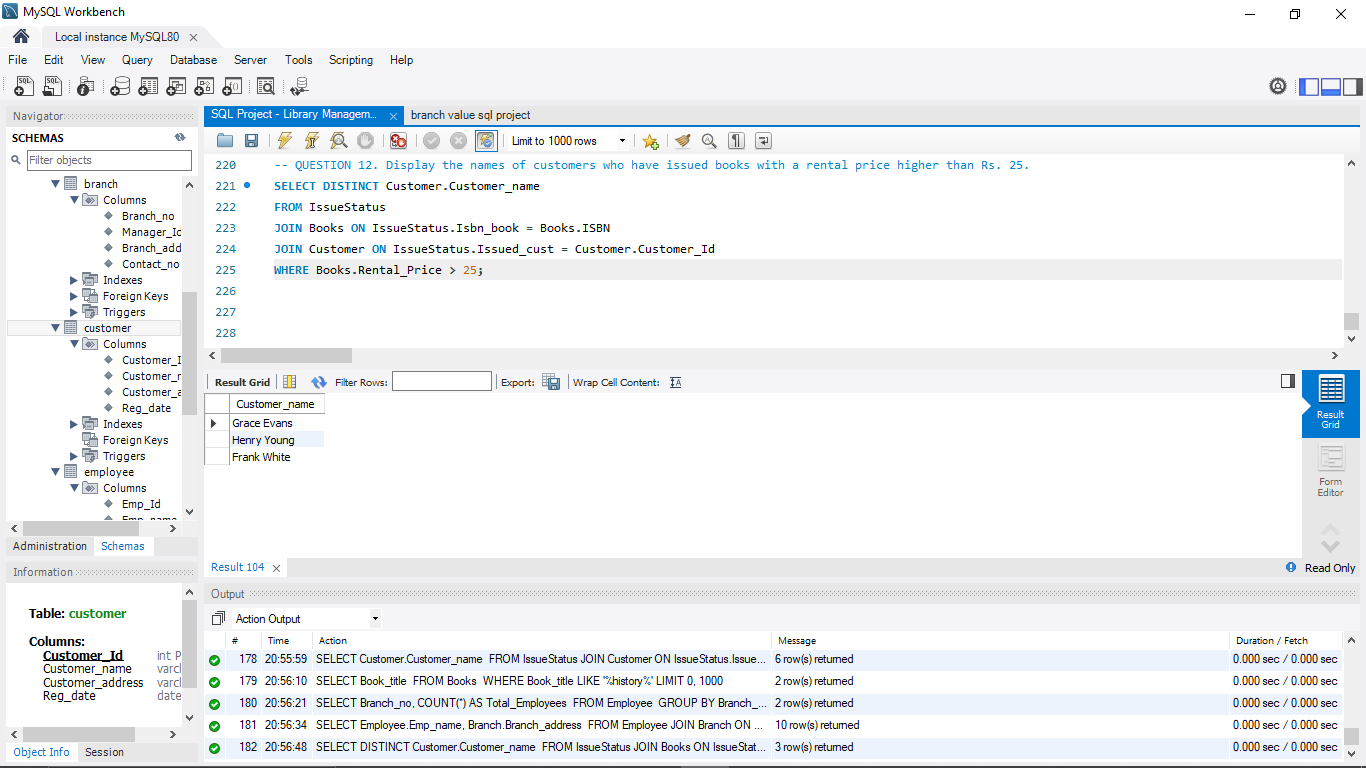 MySQL Workbench
Local instance MySQL80
File Edit View Query Database Server Tools Scripting Help
Navigator
SCHEMAS
Filter objects
branch
Columns
Branch_no
Manager_Id
Branch_add
Contact_no
Indexes
Foreign Keys
Triggers
customer
Columns
Customer_I
Customer_r
Customer_a
Reg_date
Indexes
Foreign Keys
Triggers
employee
Columns
Emp_Id
Emp_name
Administration Schemas
Information
Table: customer
Columns:
Customer_Id int P
Customer_name varch
Customer_address varch
Reg_date date
Object Info Session
SQL Project - Library Managem... branch value sql project
Limit to 1000 rows
220 -- QUESTION 12. Display the names of customers who have issued books with a rental price higher than Rs. 25.
221 SELECT DISTINCT Customer.Customer_name
222 FROM IssueStatus
223 JOIN Books ON IssueStatus.Isbn_book = Books.ISBN
224 JOIN Customer ON IssueStatus.Issued_cust = Customer.Customer_Id
225 WHERE Books.Rental_Price > 25;
226
227
228
Result Grid Filter Rows: Export: Wrap Cell Content:
Customer_name
Grace Evans
Henry Young
Frank White
Result Grid
Form Editor
Result 104
Read Only
Output
Action Output
# Time Action Message Duration / Fetch
178 20:55:59 SELECT Customer.Customer_name FROM IssueStatus JOIN Customer ON IssueStatus.Issue... 6 row(s) returned 0.000 sec / 0.000 sec
179 20:56:10 SELECT Book_title FROM Books WHERE Book_title LIKE '%history%' LIMIT 0, 1000 2 row(s) returned 0.000 sec / 0.000 sec
180 20:56:21 SELECT Branch_no, COUNT(*) AS Total_Employees FROM Employee GROUP BY Branch_... 2 row(s) returned 0.000 sec / 0.000 sec
181 20:56:34 SELECT Employee.Emp_name, Branch.Branch_address FROM Employee JOIN Branch ON ... 10 row(s) returned 0.000 sec / 0.000 sec
182 20:56:48 SELECT DISTINCT Customer.Customer_name FROM IssueStatus JOIN Books ON IssueStat... 3 row(s) returned 0.000 sec / 0.000 sec